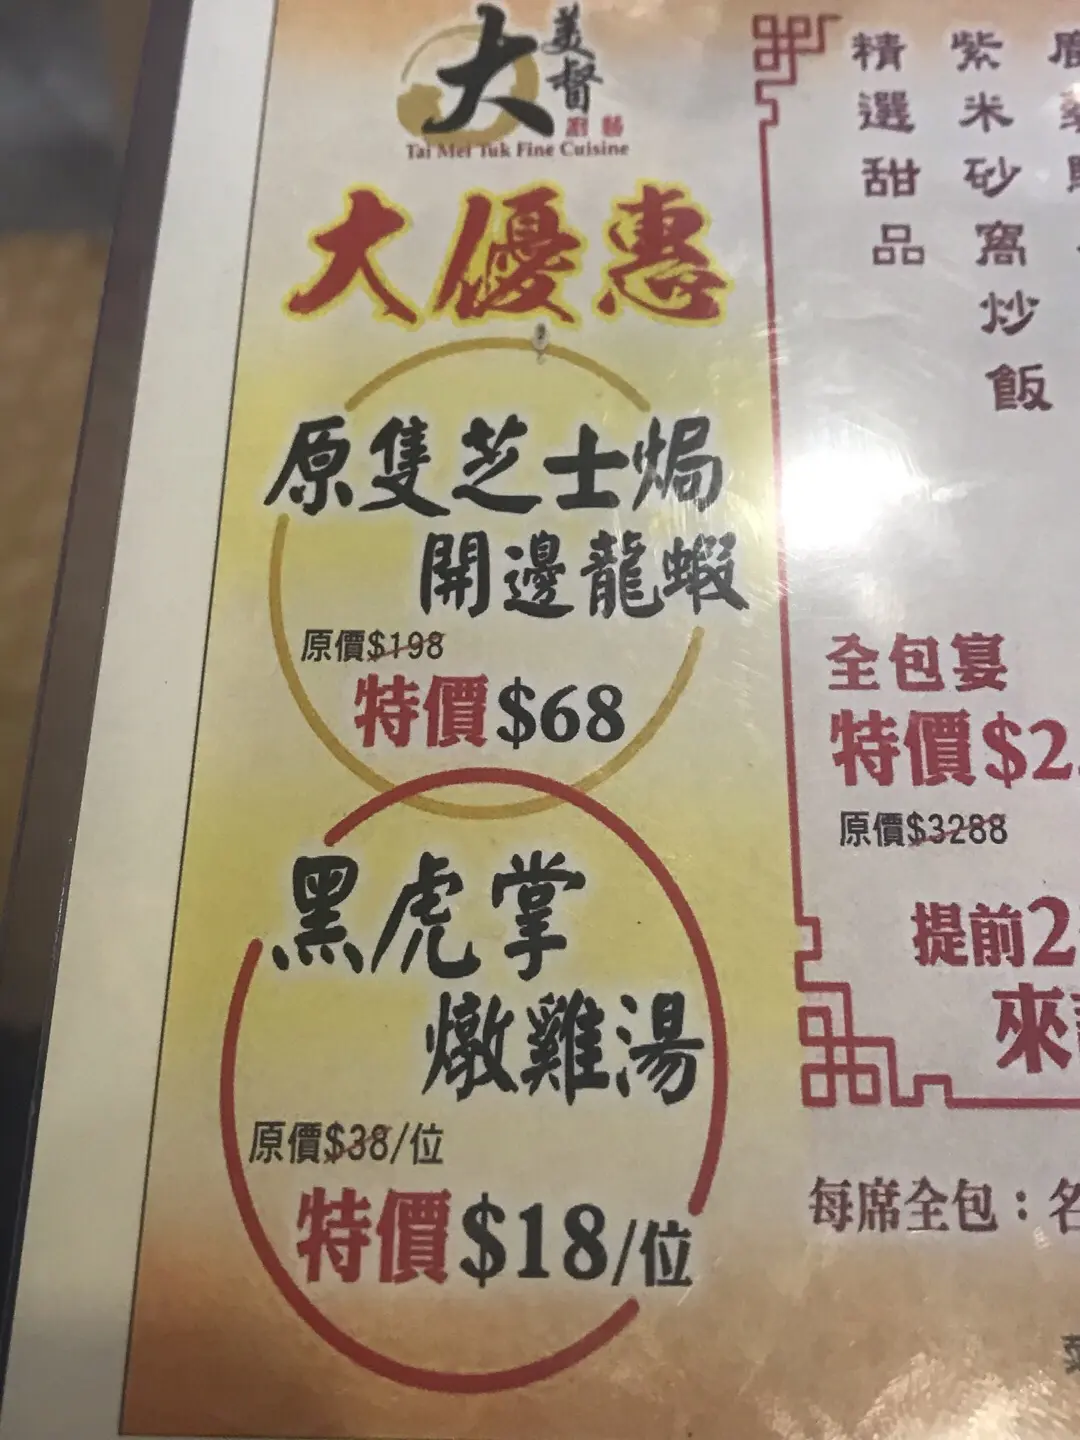 大美督
廚藝
Tai Mei Tuk Fine Cuisine
大優惠
原隻芝士焗
開邊龍蝦
原價$198
特價$68
黑虎掌
燉雞湯
原價$38/位
特價$18/位
紫米砂窩炒飯
精選甜品
全包宴
特價$2
原價$3288
提前2
來
每席全包：名